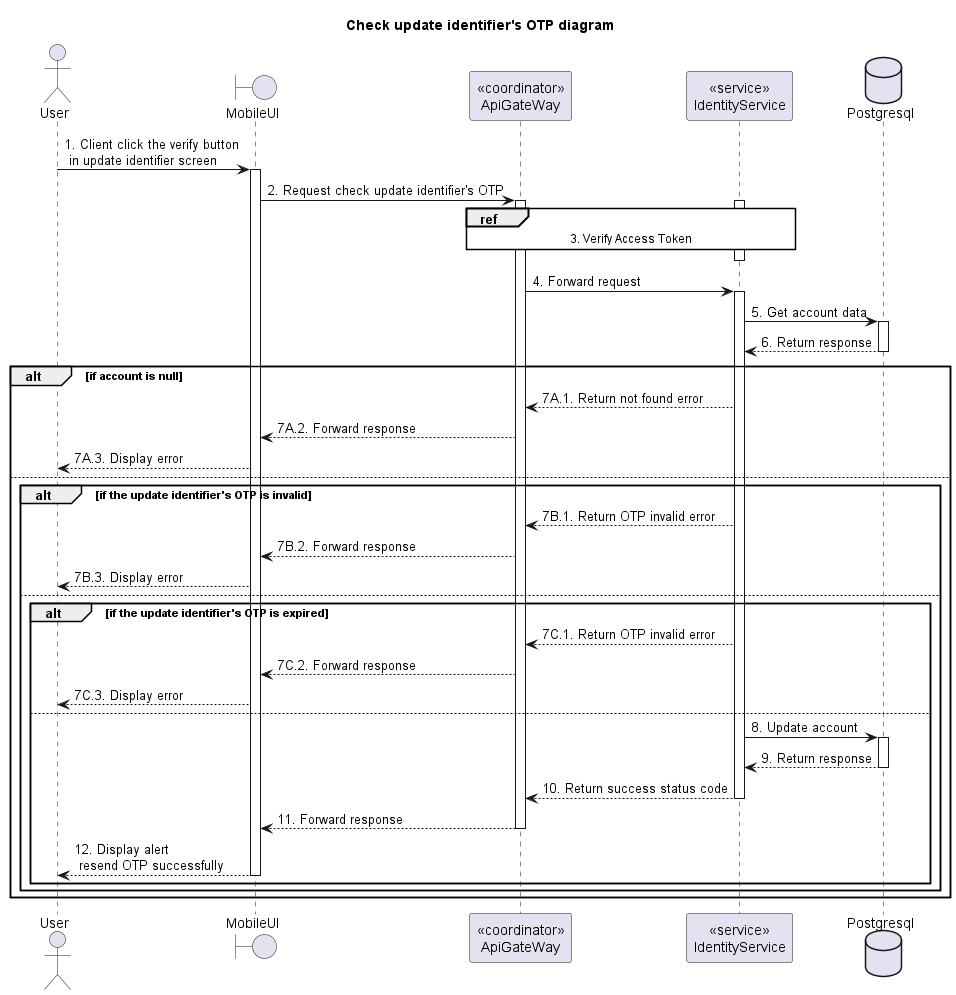 Check update identifier's OTP diagram
User
MobileUI
«coordinator»
ApiGateWay
«service»
IdentityService
Postgresql
1. Client click the verify button
in update identifier screen
2. Request check update identifier's OTP
ref
3. Verify Access Token
4. Forward request
5. Get account data
6. Return response
alt [if account is null]
7A.1. Return not found error
7A.2. Forward response
7A.3. Display error
alt [if the update identifier's OTP is invalid]
7B.1. Return OTP invalid error
7B.2. Forward response
7B.3. Display error
alt [if the update identifier's OTP is expired]
7C.1. Return OTP invalid error
7C.2. Forward response
7C.3. Display error
8. Update account
9. Return response
10. Return success status code
11. Forward response
12. Display alert
resend OTP successfully
User
MobileUI
«coordinator»
ApiGateWay
«service»
IdentityService
Postgresql